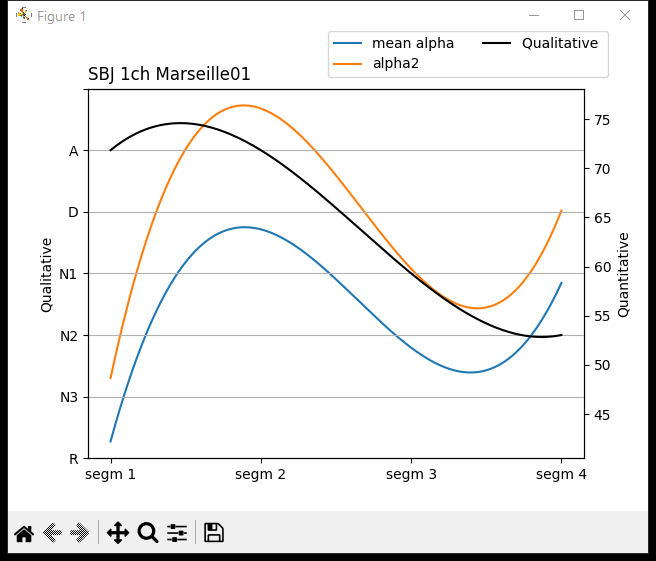 Figure 1
mean alpha
alpha2
Qualitative
SBJ 1ch Marseille01
A
D
N1
N2
N3
R
Qualitative
75
70
65
60
55
50
45
Quantitative
segm 1
segm 2
segm 3
segm 4